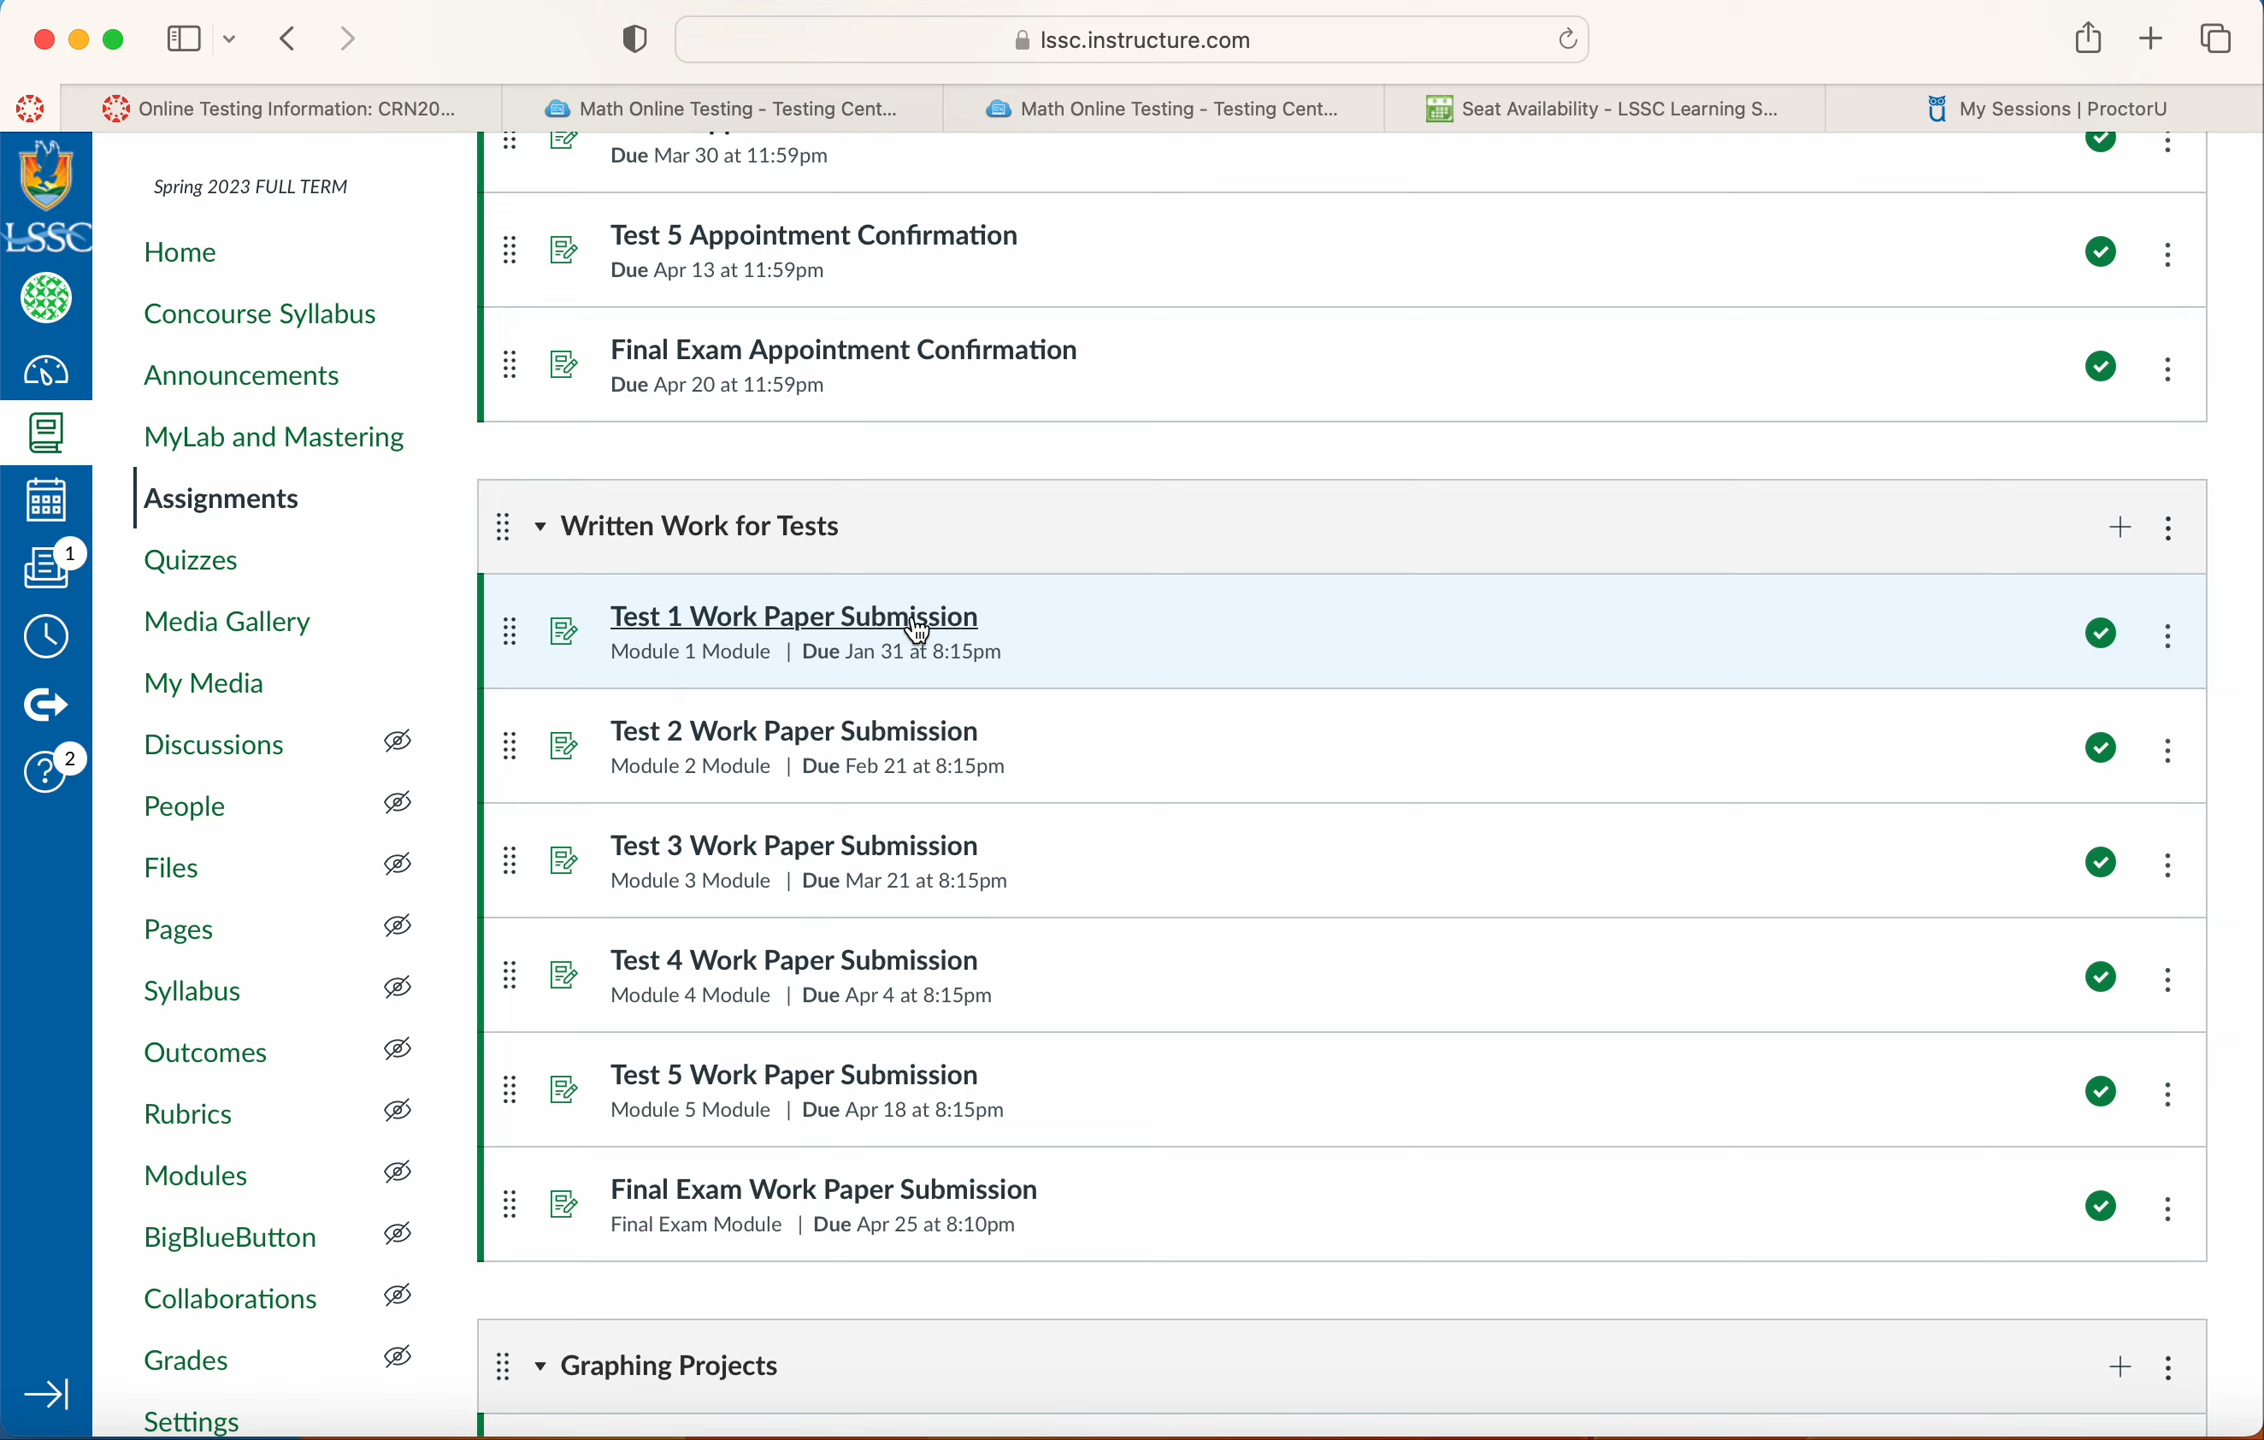 lssc.instructure.com
Online Testing Information: CRN20...
Math Online Testing - Testing Cent...
Math Online Testing - Testing Cent...
Seat Availability - LSSC Learning S...
My Sessions | ProctorU
LSSC
1
2
Spring 2023 FULL TERM
Home
Concourse Syllabus
Announcements
MyLab and Mastering
Assignments
Quizzes
Media Gallery
My Media
Discussions
People
Files
Pages
Syllabus
Outcomes
Rubrics
Modules
BigBlueButton
Collaborations
Grades
Settings
Due Mar 30 at 11:59pm
Test 5 Appointment Confirmation
Due Apr 13 at 11:59pm
Final Exam Appointment Confirmation
Due Apr 20 at 11:59pm
Written Work for Tests
Test 1 Work Paper Submission
Module 1 Module | Due Jan 31 at 8:15pm
Test 2 Work Paper Submission
Module 2 Module | Due Feb 21 at 8:15pm
Test 3 Work Paper Submission
Module 3 Module | Due Mar 21 at 8:15pm
Test 4 Work Paper Submission
Module 4 Module | Due Apr 4 at 8:15pm
Test 5 Work Paper Submission
Module 5 Module | Due Apr 18 at 8:15pm
Final Exam Work Paper Submission
Final Exam Module | Due Apr 25 at 8:10pm
Graphing Projects